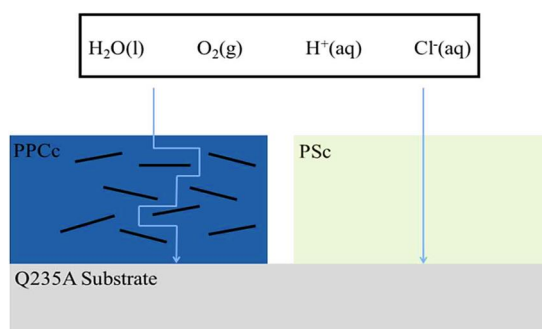 H₂O(l) O₂(g) H⁺(aq) Cl⁻(aq)
PPCc PSc
Q235A Substrate